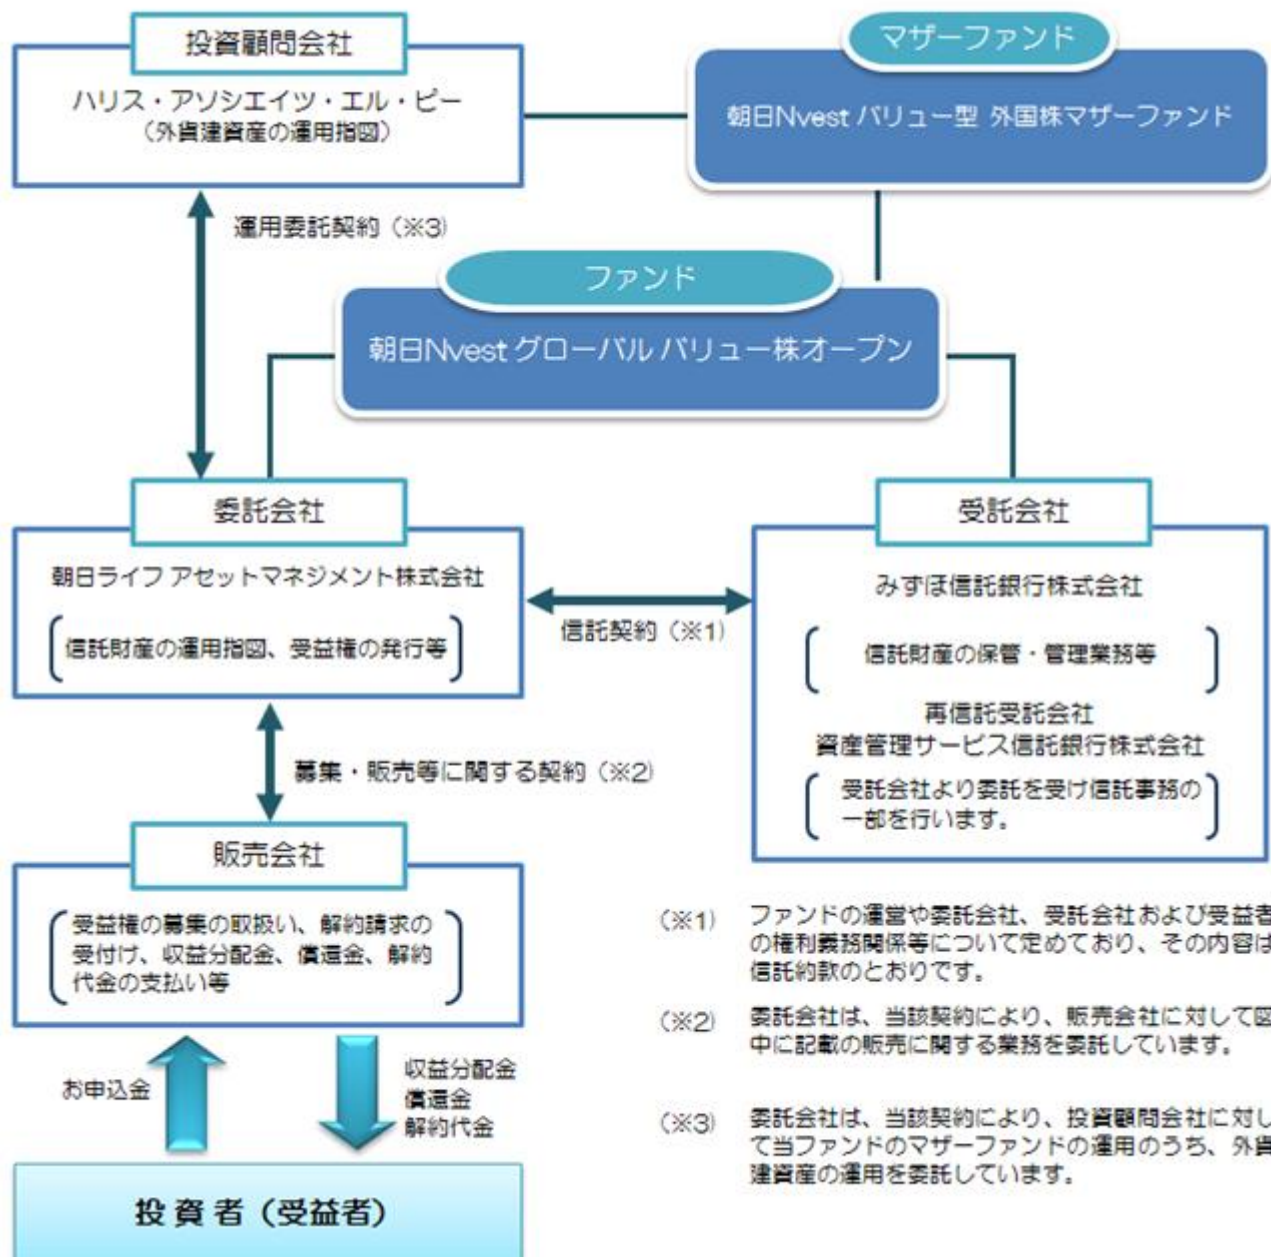 投資顧問会社
ハリス・アソシエイツ・エル・ピー
（外貨建資産の運用指図）
マザーファンド
朝日Nvest バリュー型 外国株マザーファンド
運用委託契約（※3）
ファンド
朝日Nvest グローバル バリュー株オープン
委託会社
朝日ライフ アセットマネジメント株式会社
信託財産の運用指図、受益権の発行等
信託契約（※1）
受託会社
みずほ信託銀行株式会社
信託財産の保管・管理業務等
再信託受託会社
資産管理サービス信託銀行株式会社
受託会社より委託を受け信託事務の
一部を行います。
募集・販売等に関する契約（※2）
販売会社
受益権の募集の取扱い、解約請求の
受付け、収益分配金、償還金、解約
代金の支払い等
お申込金
収益分配金
償還金
解約代金
投資者（受益者）
（※1） ファンドの運営や委託会社、受託会社および受益者
の権利義務関係等について定めており、その内容は
信託約款のとおりです。
（※2） 委託会社は、当該契約により、販売会社に対して図
中に記載の販売に関する業務を委託しています。
（※3） 委託会社は、当該契約により、投資顧問会社に対し
て当ファンドのマザーファンドの運用のうち、外貨
建資産の運用を委託しています。